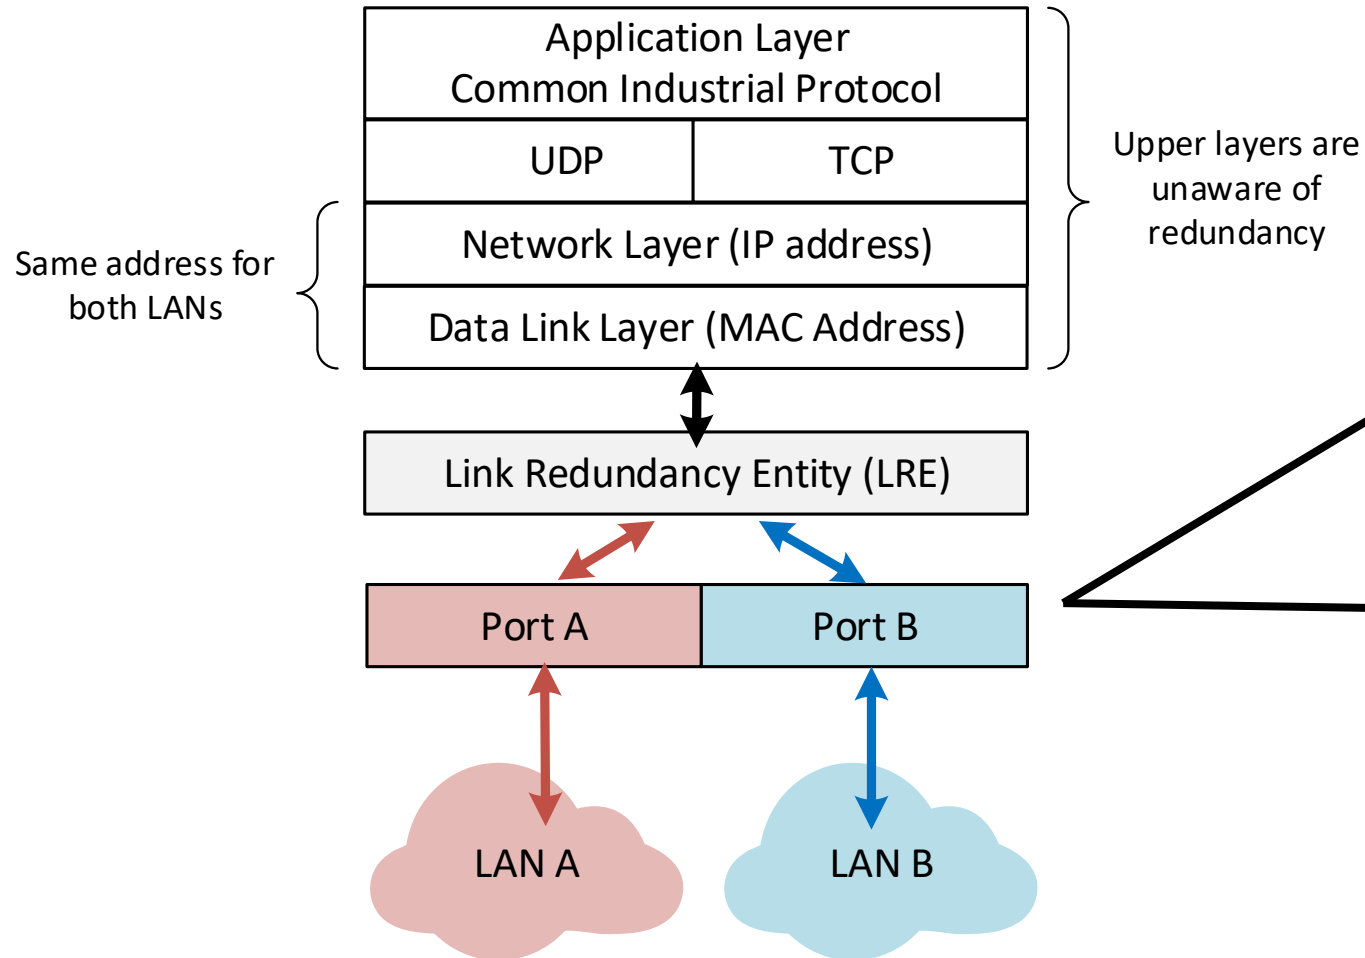 Application Layer
Common Industrial Protocol
UDP
TCP
Upper layers are
unaware of
redundancy
Network Layer (IP address)
Same address for
both LANs
Data Link Layer (MAC Address)
Link Redundancy Entity (LRE)
Port A
Port B
LAN A
LAN B